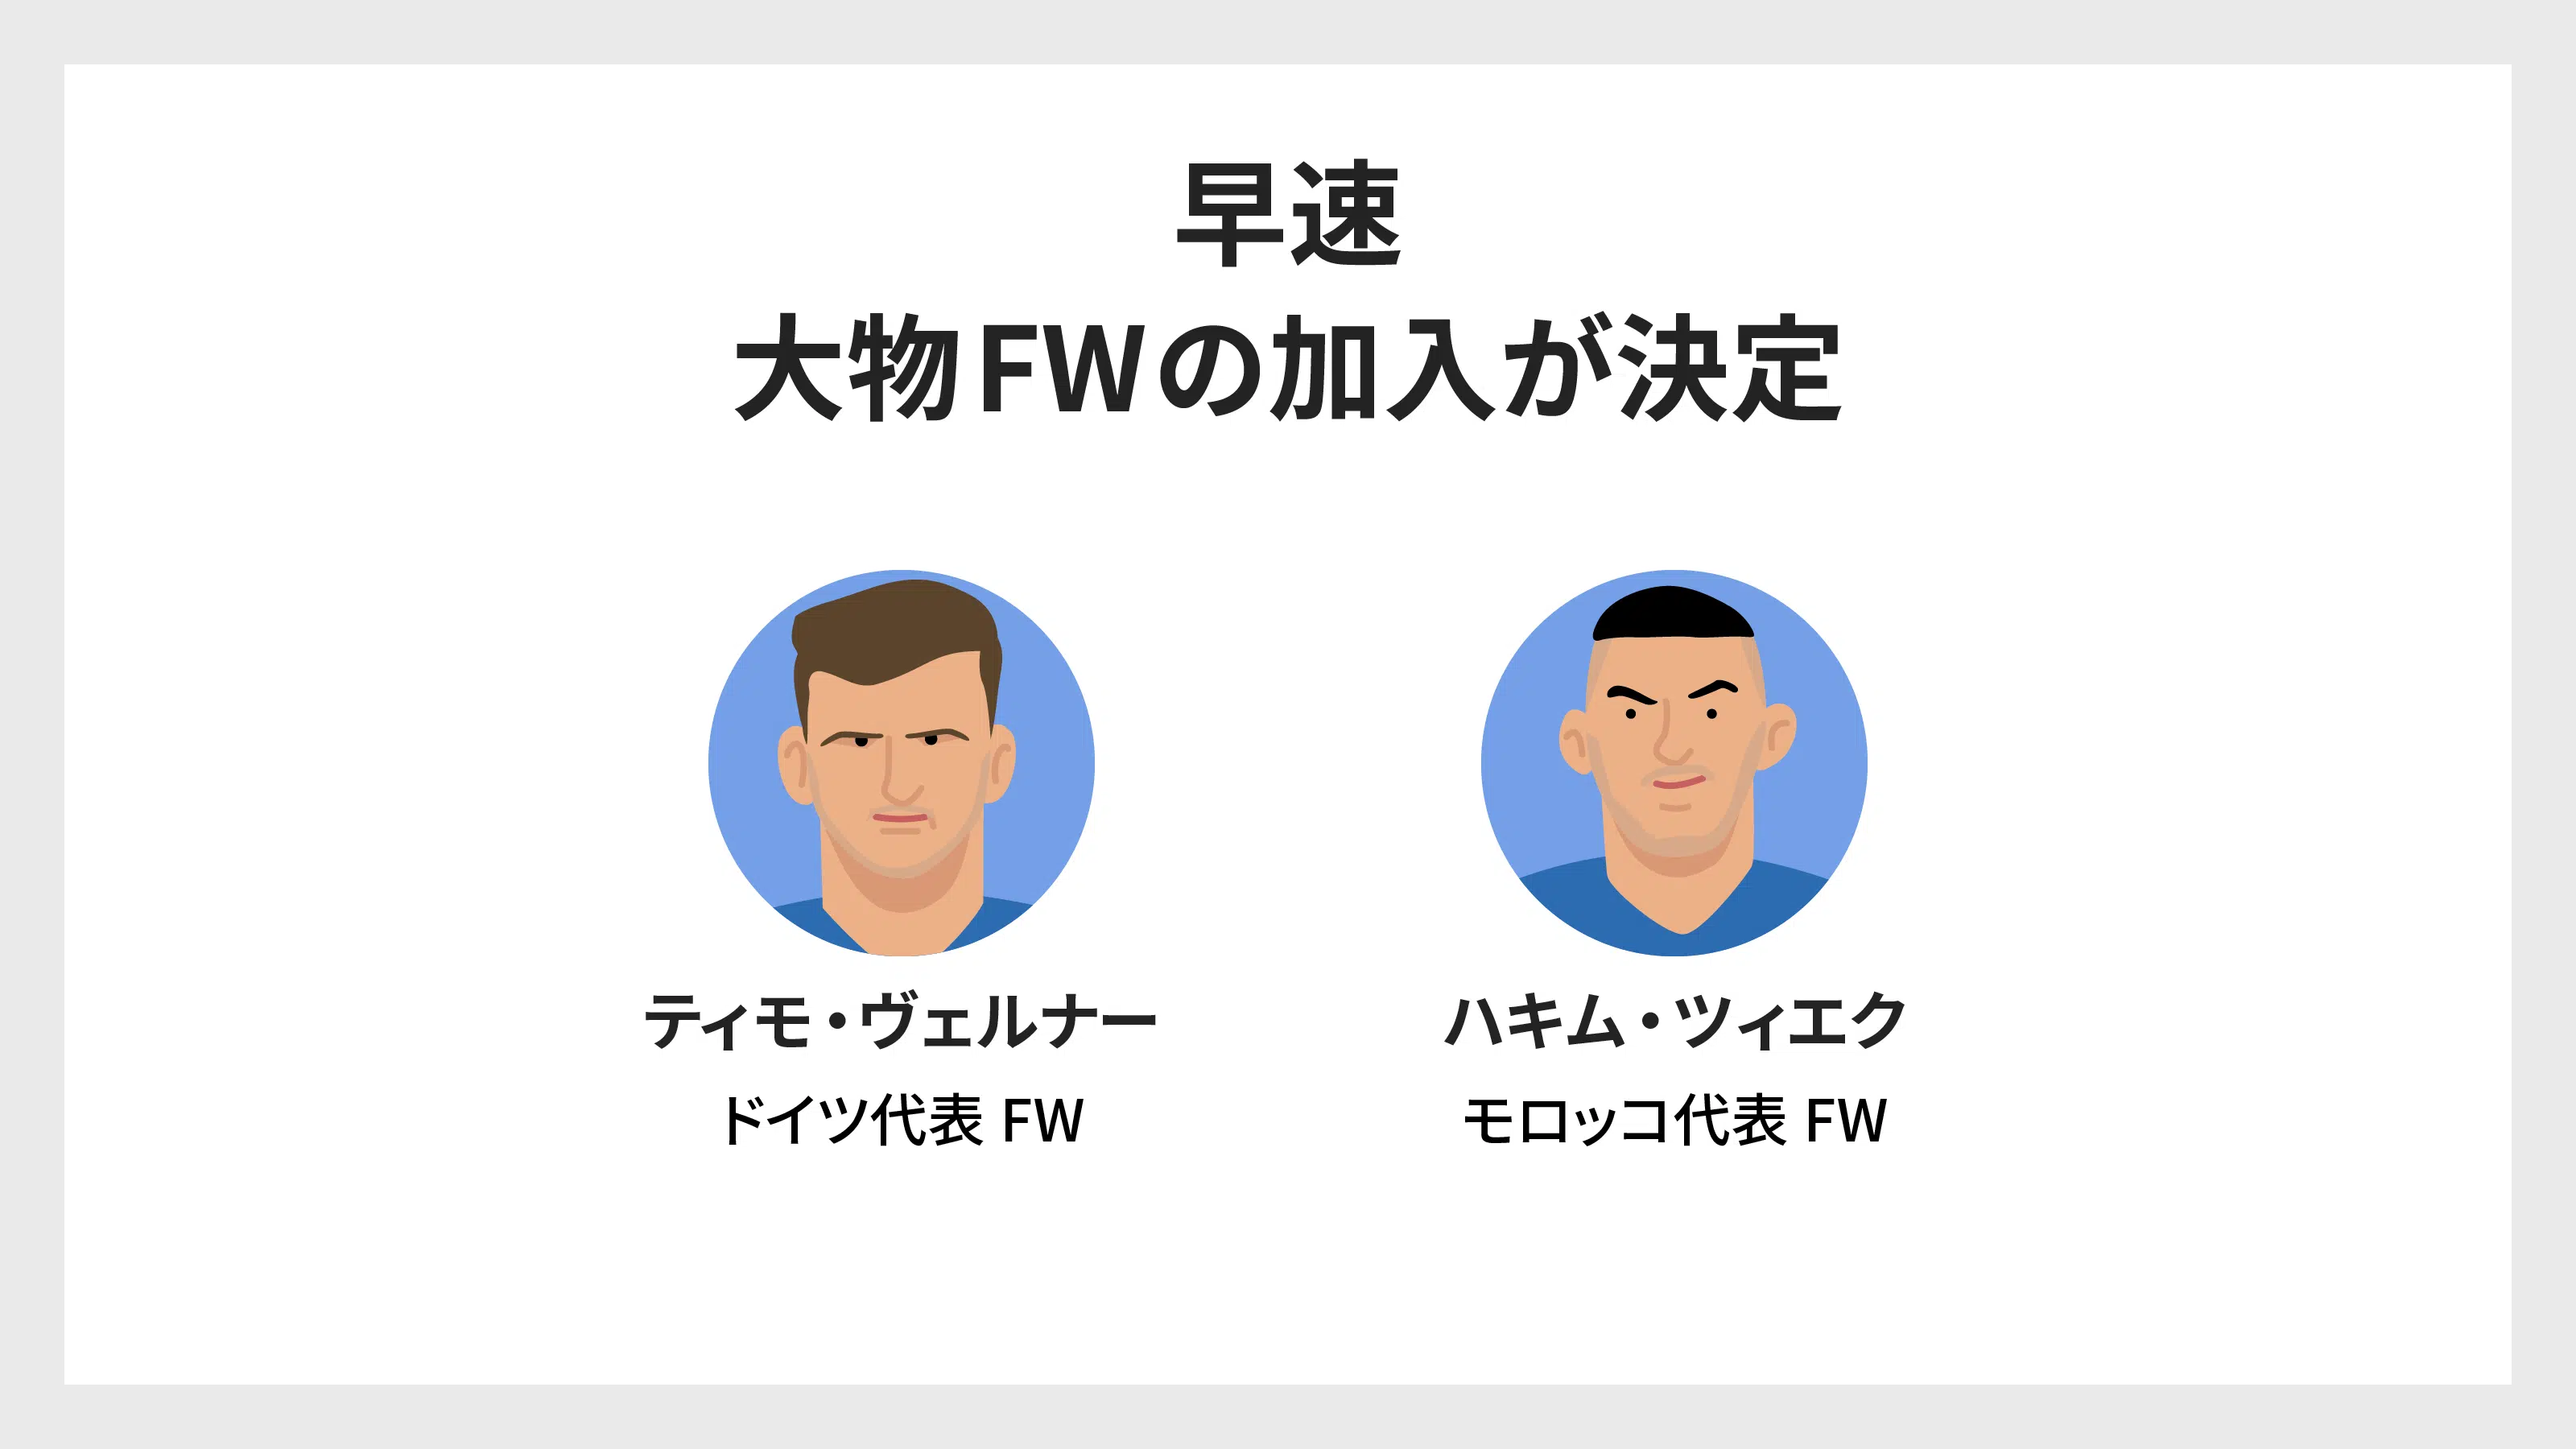 早速
大物FWの加入が決定
ティモ・ヴェルナー
ドイツ代表 FW
ハキム・ツィエク
モロッコ代表 FW